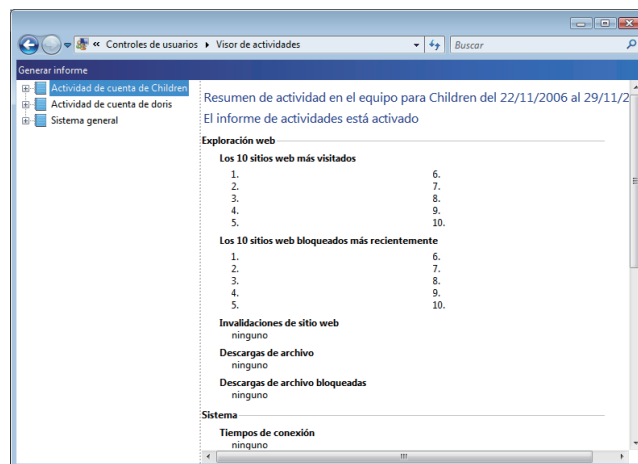 « Controles de usuarios ▸ Visor de actividades
Buscar
Generar informe
Actividad de cuenta de Children
Actividad de cuenta de doris
Sistema general
Resumen de actividad en el equipo para Children del 22/11/2006 al 29/11/2
El informe de actividades está activado
Exploración web
Los 10 sitios web más visitados
1. 6.
2. 7.
3. 8.
4. 9.
5. 10.
Los 10 sitios web bloqueados más recientemente
1. 6.
2. 7.
3. 8.
4. 9.
5. 10.
Invalidaciones de sitio web
ninguno
Descargas de archivo
ninguno
Descargas de archivo bloqueadas
ninguno
Sistema
Tiempos de conexión
ninguno